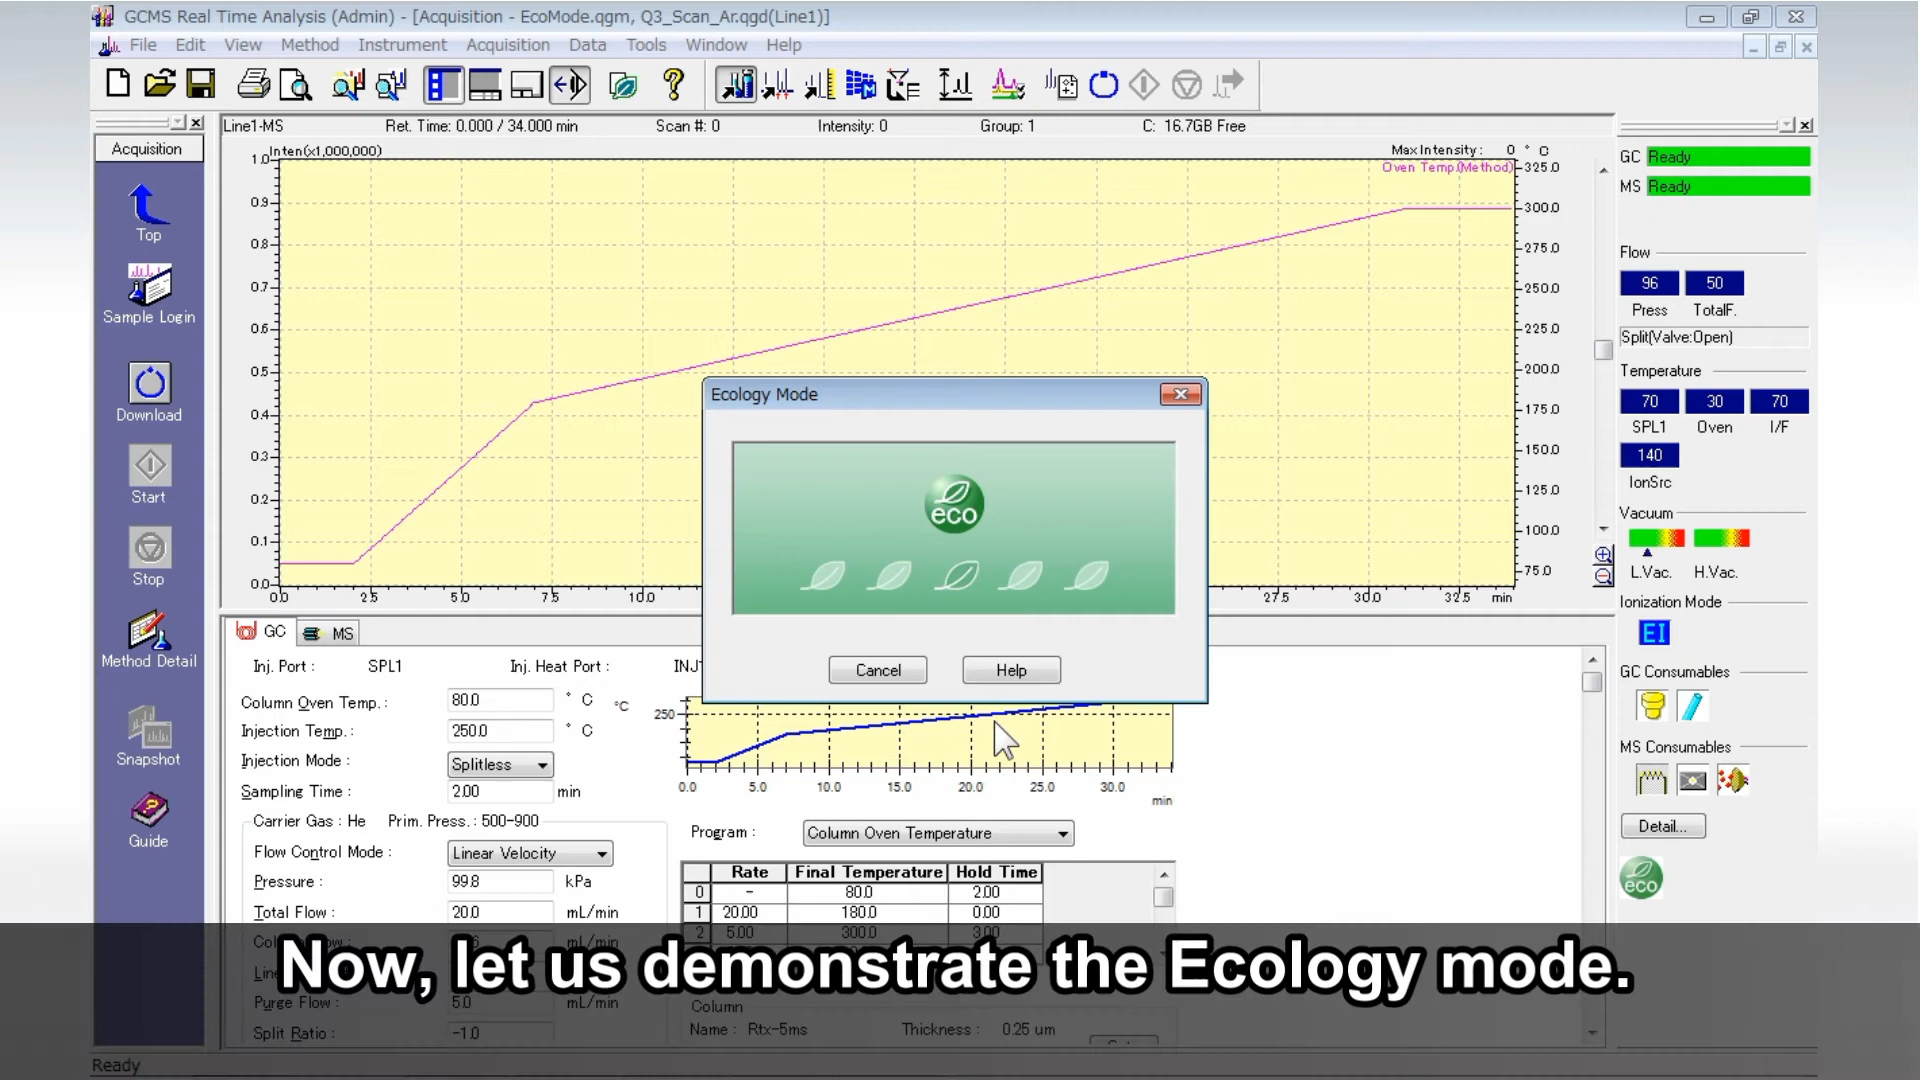 GCMS Real Time Analysis (Admin) - [Acquisition - EcoMode.qgm, Q3_Scan_Ar.qgd(Line1)]
File Edit View Method Instrument Acquisition Data Tools Window Help
Acquisition
Top
Sample Login
Download
Start
Stop
Method Detail
Snapshot
Guide
Line1-MS Ret. Time: 0.000 / 34.000 min Scan #: 0 Intensity: 0 Group: 1 C: 16.7GB Free
Inten(x1,000,000)
Max Intensity : 0 ° C
Oven Temp.(Method)
1.0
0.9
0.8
0.7
0.6
0.5
0.4
0.3
0.2
0.1
0.0
325.0
300.0
275.0
250.0
225.0
200.0
175.0
150.0
125.0
100.0
75.0
0.0 2.5 5.0 7.5 10.0 27.5 30.0 32.5 min
Ecology Mode
eco
Cancel Help
GC MS
Inj. Port : SPL1 Inj. Heat Port :
Column Oven Temp. : 80.0 ° C
Injection Temp. : 250.0 ° C
Injection Mode : Splitless
Sampling Time : 2.00 min
Carrier Gas : He Prim. Press. : 500-900
Flow Control Mode : Linear Velocity
Pressure : 99.8 kPa
Total Flow : 20.0 mL/min
Purge Flow : 5.0 mL/min
Split Ratio : -1.0
°C
250
0.0 5.0 10.0 15.0 20.0 25.0 30.0
min
Program : Column Oven Temperature
Rate Final Temperature Hold Time
0 - 80.0 2.00
1 20.00 180.0 0.00
2 5.00 300.0 3.00
Column
Name : Rtx-5ms Thickness : 0.25 um
GC Ready
MS Ready
Flow
96 50
Press TotalF.
Split(Valve:Open)
Temperature
70 30 70
SPL1 Oven I/F
140
IonSrc
Vacuum
L.Vac. H.Vac.
Ionization Mode
EI
GC Consumables
MS Consumables
Detail...
eco
Now, let us demonstrate the Ecology mode.
Ready